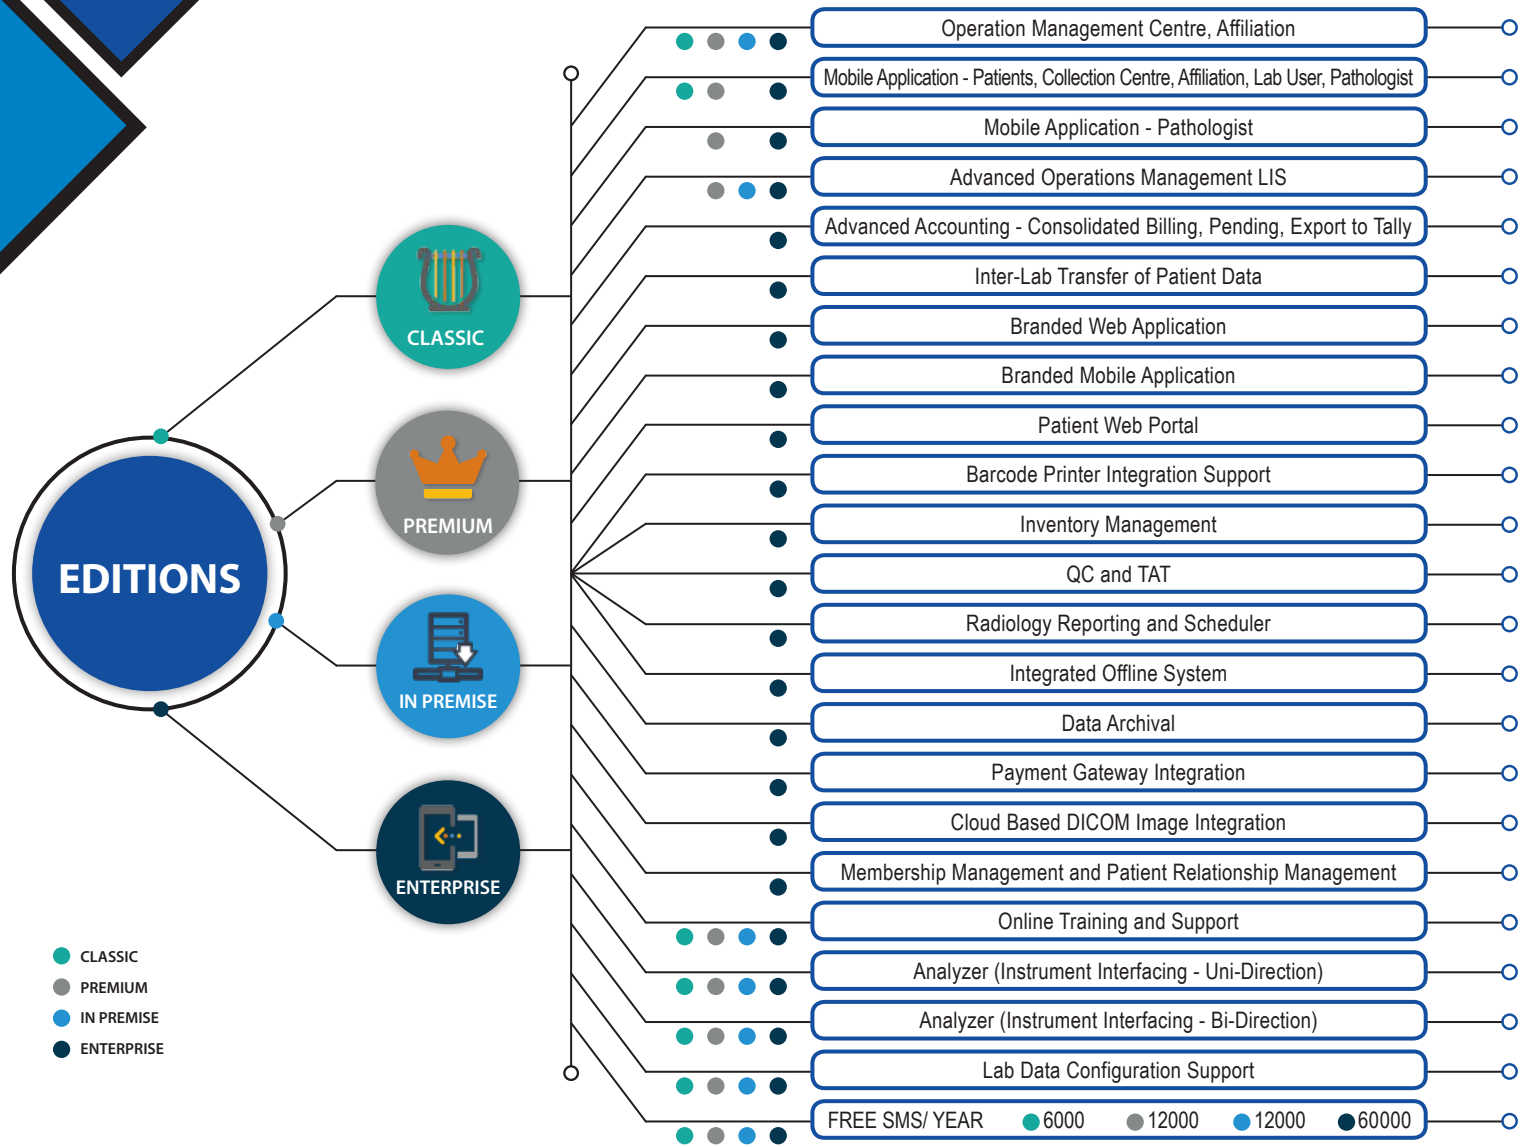 EDITIONS
CLASSIC
PREMIUM
IN PREMISE
ENTERPRISE
CLASSIC
PREMIUM
IN PREMISE
ENTERPRISE
Operation Management Centre, Affiliation
Mobile Application - Patients, Collection Centre, Affiliation, Lab User, Pathologist
Mobile Application - Pathologist
Advanced Operations Management LIS
Advanced Accounting - Consolidated Billing, Pending, Export to Tally
Inter-Lab Transfer of Patient Data
Branded Web Application
Branded Mobile Application
Patient Web Portal
Barcode Printer Integration Support
Inventory Management
QC and TAT
Radiology Reporting and Scheduler
Integrated Offline System
Data Archival
Payment Gateway Integration
Cloud Based DICOM Image Integration
Membership Management and Patient Relationship Management
Online Training and Support
Analyzer (Instrument Interfacing - Uni-Direction)
Analyzer (Instrument Interfacing - Bi-Direction)
Lab Data Configuration Support
FREE SMS/ YEAR 6000 12000 12000 60000